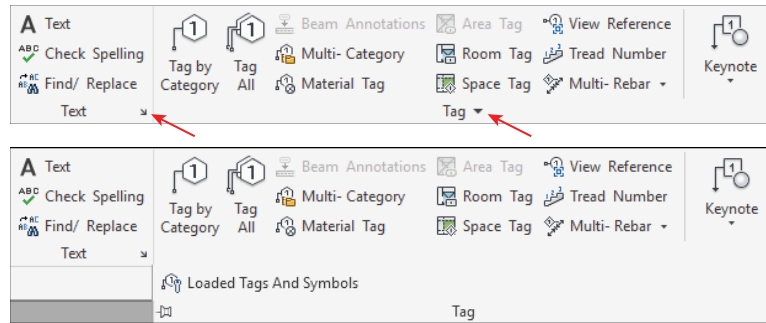 Text
Check Spelling
Find/ Replace
Text
Tag by
Category
Tag
All
Beam Annotations
Multi- Category
Material Tag
Area Tag
Room Tag
Space Tag
View Reference
Tread Number
Multi- Rebar
Tag
Keynote
Text
Check Spelling
Find/ Replace
Text
Tag by
Category
Tag
All
Beam Annotations
Multi- Category
Material Tag
Area Tag
Room Tag
Space Tag
View Reference
Tread Number
Multi- Rebar
Keynote
Loaded Tags And Symbols
Tag